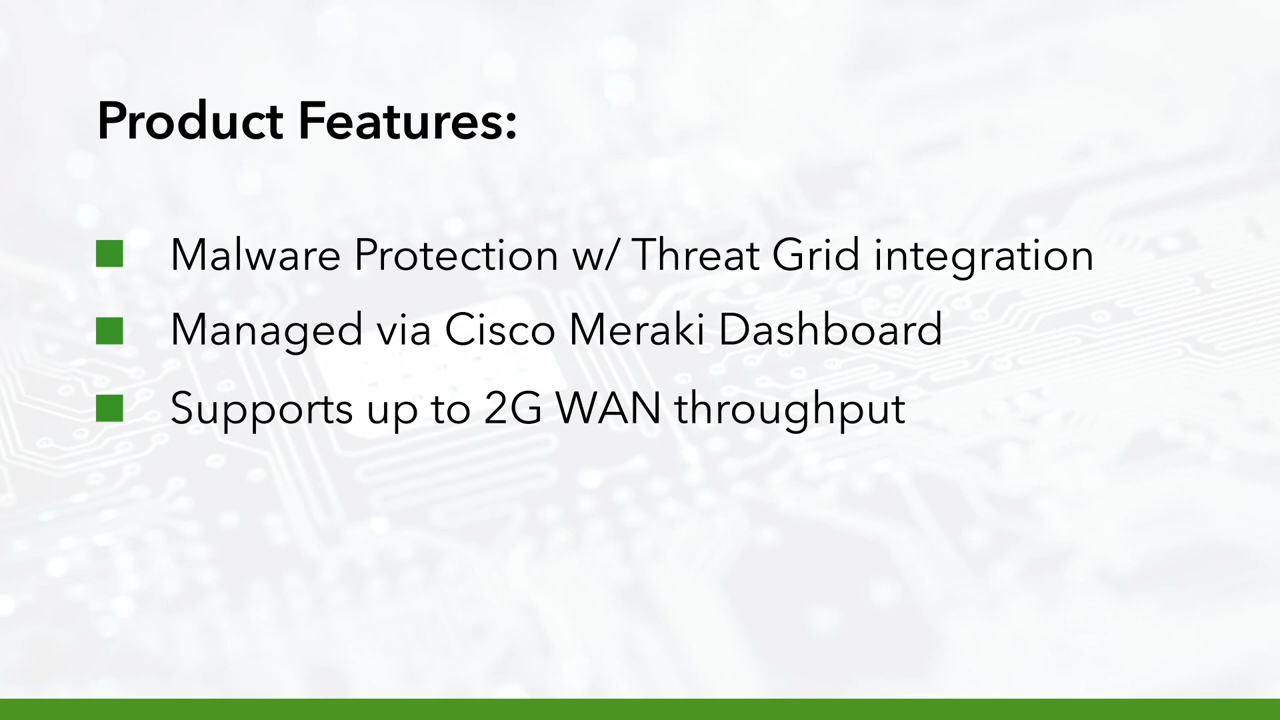 Product Features:
Malware Protection w/ Threat Grid integration
Managed via Cisco Meraki Dashboard
Supports up to 2G WAN throughput